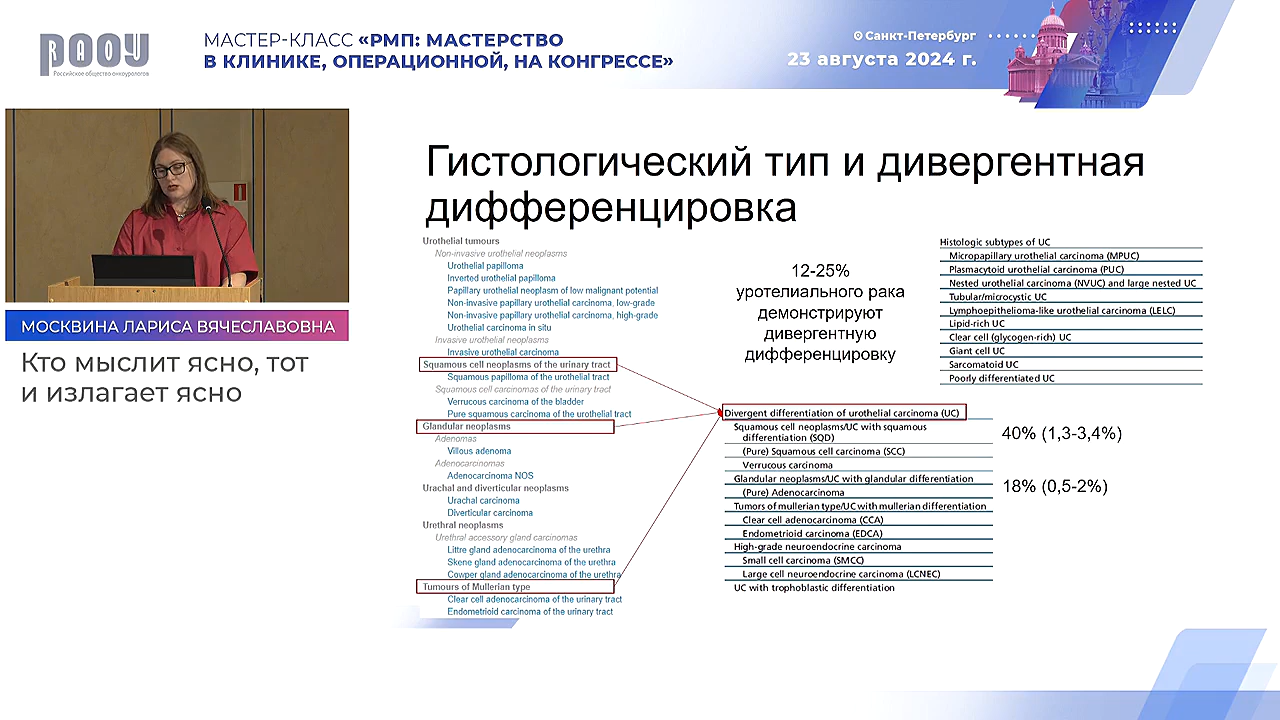 РАОУ
Российское общество онкоурологов
МАСТЕР-КЛАСС «РМП: МАСТЕРСТВО
В КЛИНИКЕ, ОПЕРАЦИОННОЙ, НА КОНГРЕССЕ»
Санкт-Петербург
23 августа 2024 г.
МОСКВИНА ЛАРИСА ВЯЧЕСЛАВОВНА
Кто мыслит ясно, тот
и излагает ясно
Гистологический тип и дивергентная
дифференцировка
Urothelial tumours
Non-invasive urothelial neoplasms
Urothelial papilloma
Inverted urothelial papilloma
Papillary urothelial neoplasm of low malignant potential
Non-invasive papillary urothelial carcinoma, low-grade
Non-invasive papillary urothelial carcinoma, high-grade
Urothelial carcinoma in situ
Invasive urothelial neoplasms
Invasive urothelial carcinoma
Squamous cell neoplasms of the urinary tract
Squamous papilloma of the urothelial tract
Squamous cell carcinomas of the urinary tract
Verrucous carcinoma of the bladder
Pure squamous carcinoma of the urothelial tract
Glandular neoplasms
Adenomas
Villous adenoma
Adenocarcinomas
Adenocarcinoma NOS
Urachal and diverticular neoplasms
Urachal carcinoma
Diverticular carcinoma
Urethral neoplasms
Urethral accessory gland carcinomas
Littre gland adenocarcinoma of the urethra
Skene gland adenocarcinoma of the urethra
Cowper gland adenocarcinoma of the urethra
Tumours of Mullerian type
Clear cell adenocarcinoma of the urinary tract
Endometrioid carcinoma of the urinary tract
12-25%
уротелиального рака
демонстрируют
дивергентную
дифференцировку
Histologic subtypes of UC
Micropapillary urothelial carcinoma (MPUC)
Plasmacytoid urothelial carcinoma (PUC)
Nested urothelial carcinoma (NVUC) and large nested UC
Tubular/microcystic UC
Lymphoepithelioma-like urothelial carcinoma (LELC)
Lipid-rich UC
Clear cell (glycogen-rich) UC
Giant cell UC
Sarcomatoid UC
Poorly differentiated UC
Divergent differentiation of urothelial carcinoma (UC)
Squamous cell neoplasms/UC with squamous
differentiation (SQD)
(Pure) Squamous cell carcinoma (SCC)
Verrucous carcinoma
Glandular neoplasms/UC with glandular differentiation
(Pure) Adenocarcinoma
Tumors of mullerian type/UC with mullerian differentiation
Clear cell adenocarcinoma (CCA)
Endometrioid carcinoma (EDCA)
High-grade neuroendocrine carcinoma
Small cell carcinoma (SMCC)
Large cell neuroendocrine carcinoma (LCNEC)
UC with trophoblastic differentiation
40% (1,3-3,4%)
18% (0,5-2%)